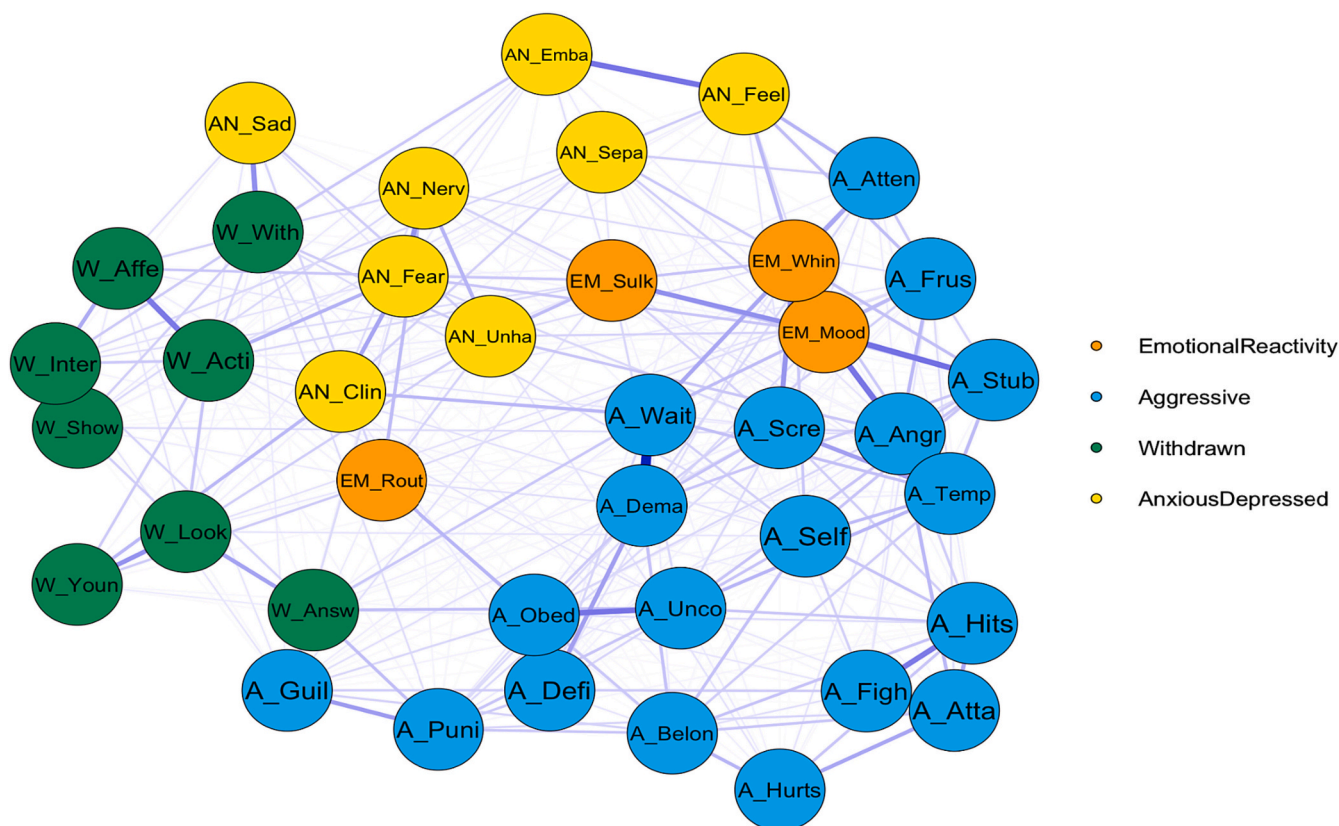 AN_Emba
AN_Feel
AN_Sad
AN_Sepa
A_Atten
AN_Nerv
W_With
W_Affe
AN_Fear
EM_Sulk
EM_Whin
A_Frus
EM_Mood
AN_Unha
W_Inter
W_Acti
A_Stub
AN_Clin
W_Show
A_Wait
A_Scre
A_Angr
EM_Rout
A_Dema
A_Temp
W_Look
A_Self
W_Youn
W_Answ
A_Obed
A_Unco
A_Hits
A_Guil
A_Defi
A_Figh
A_Atta
A_Puni
A_Belon
A_Hurts
EmotionalReactivity
Aggressive
Withdrawn
AnxiousDepressed